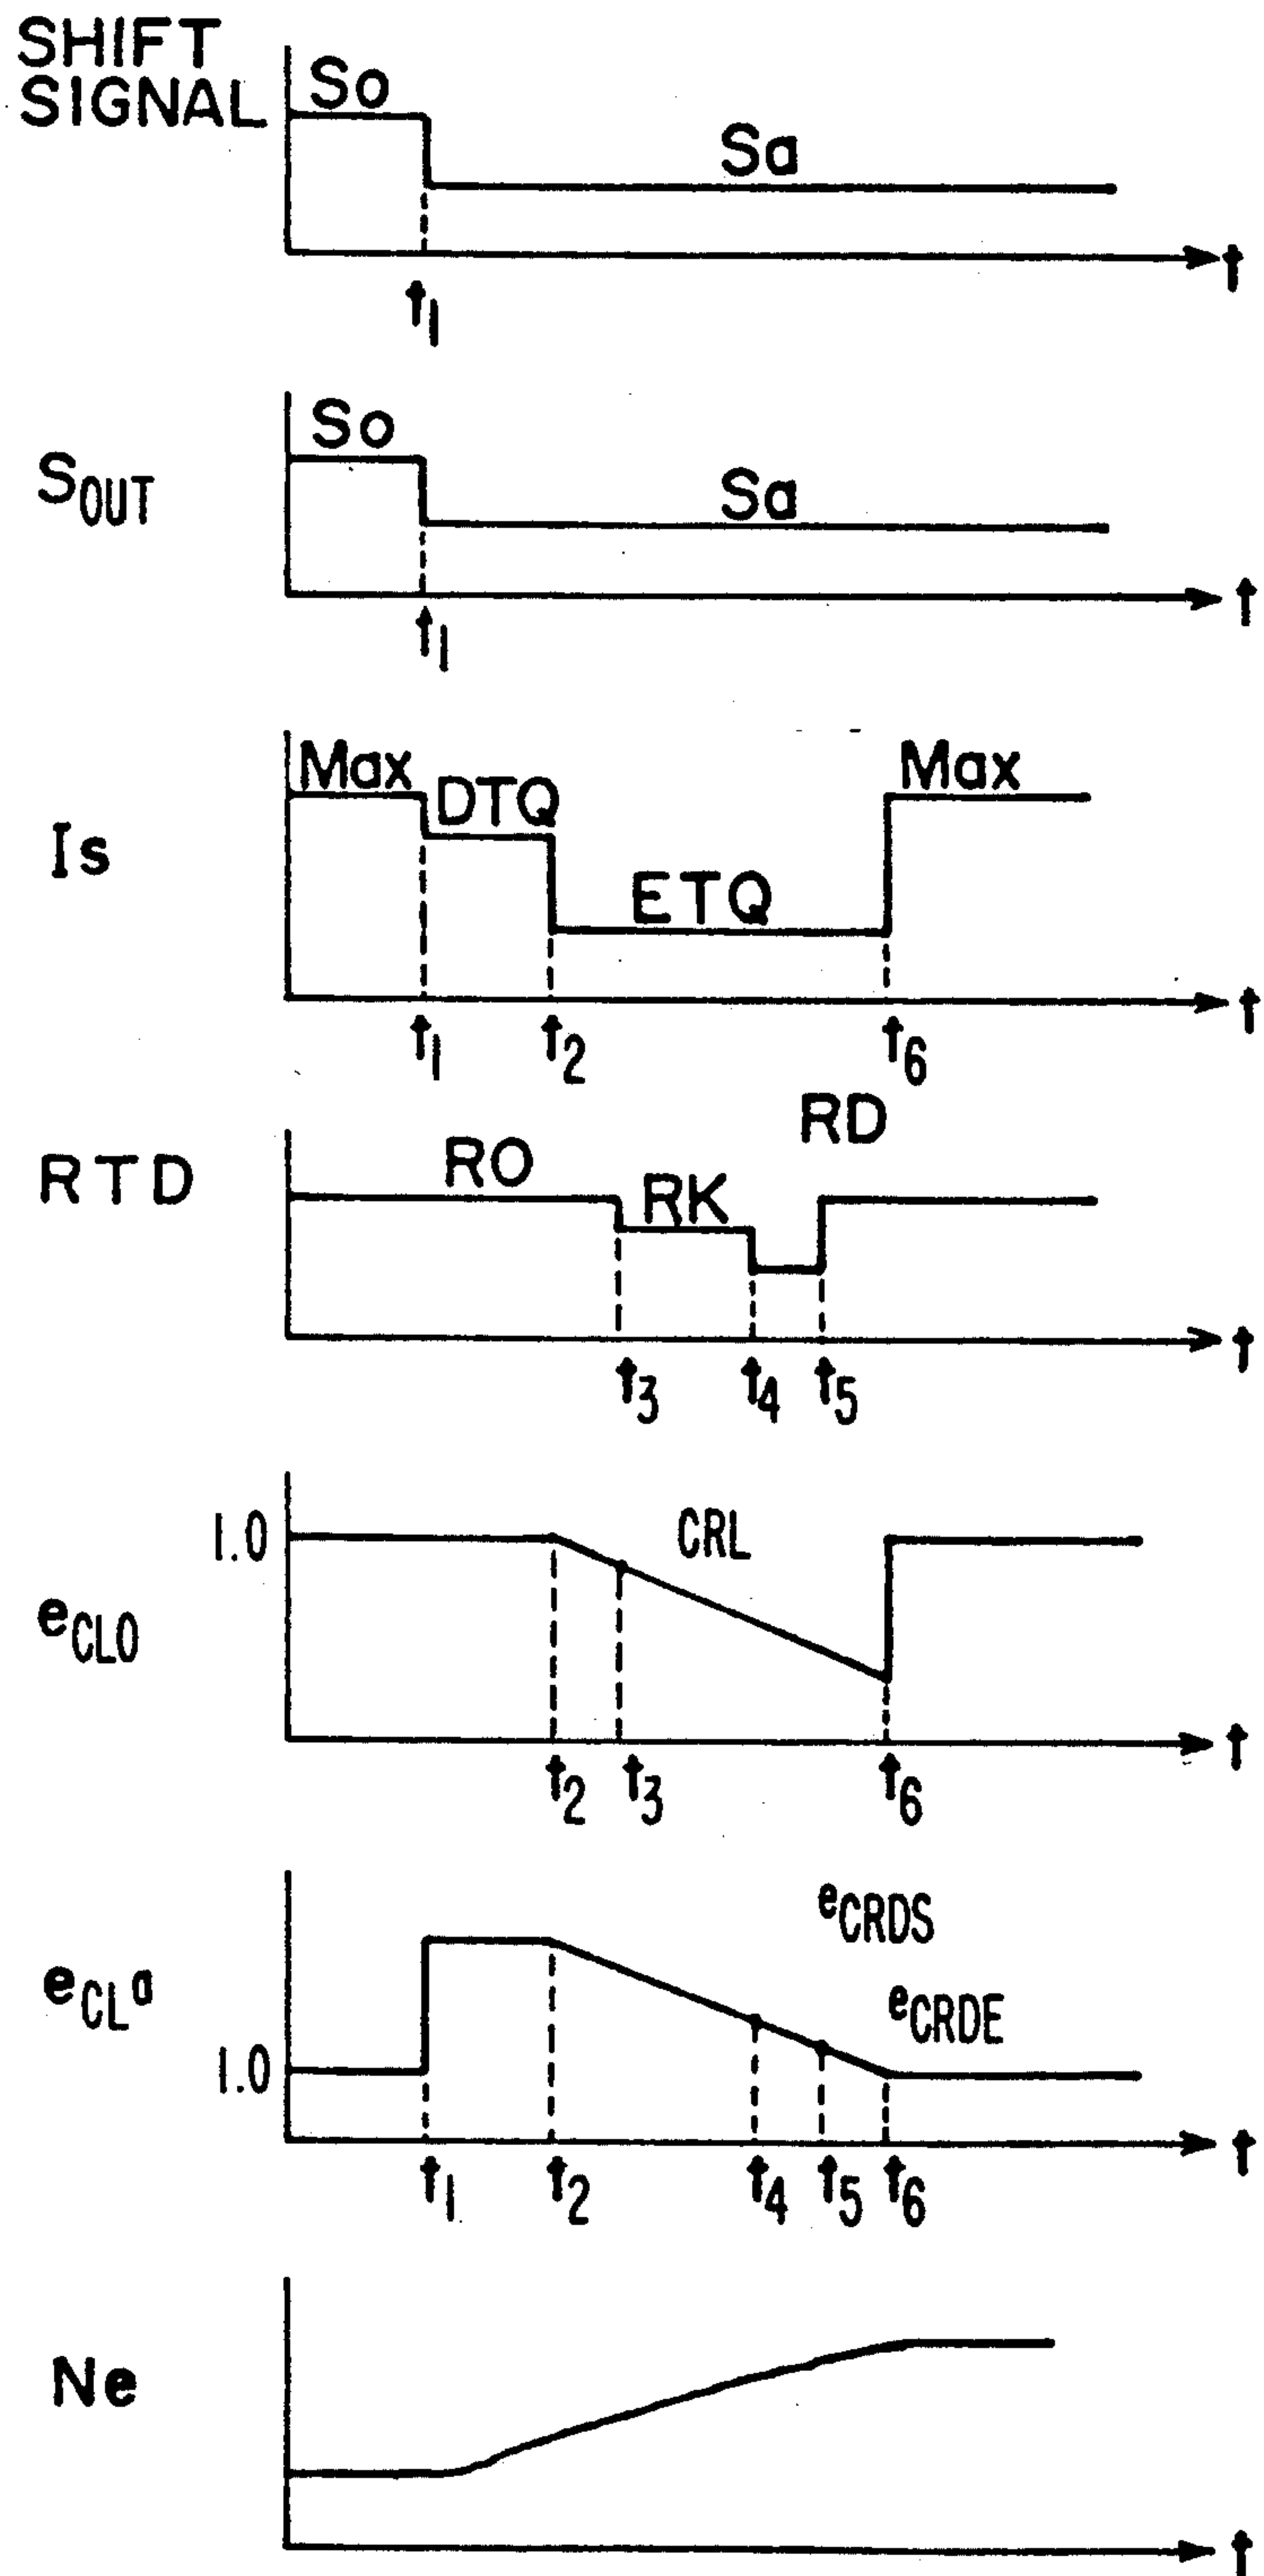 SHIFT
SIGNAL
So
Sa
t
t1
SOUT
So
Sa
t
t1
Is
Max
DTQ
ETQ
Max
t
t1 t2 t6
RTD
RO
RK
RD
t
t3 t4 t5
eCLO
1.0
CRL
t
t2 t3 t6
eCLa
1.0
eCRDS
eCRDE
t
t1 t2 t4 t5 t6
Ne
t